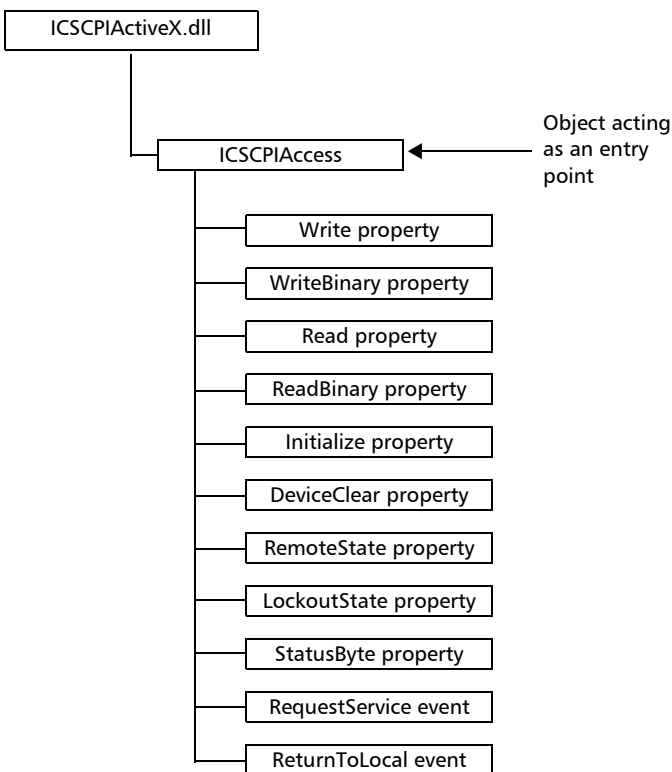 ICSCPIActiveX.dll
Object acting
as an entry
point
ICSCPIAccess
Write property
WriteBinary property
Read property
ReadBinary property
Initialize property
DeviceClear property
RemoteState property
LockoutState property
StatusByte property
RequestService event
ReturnToLocal event